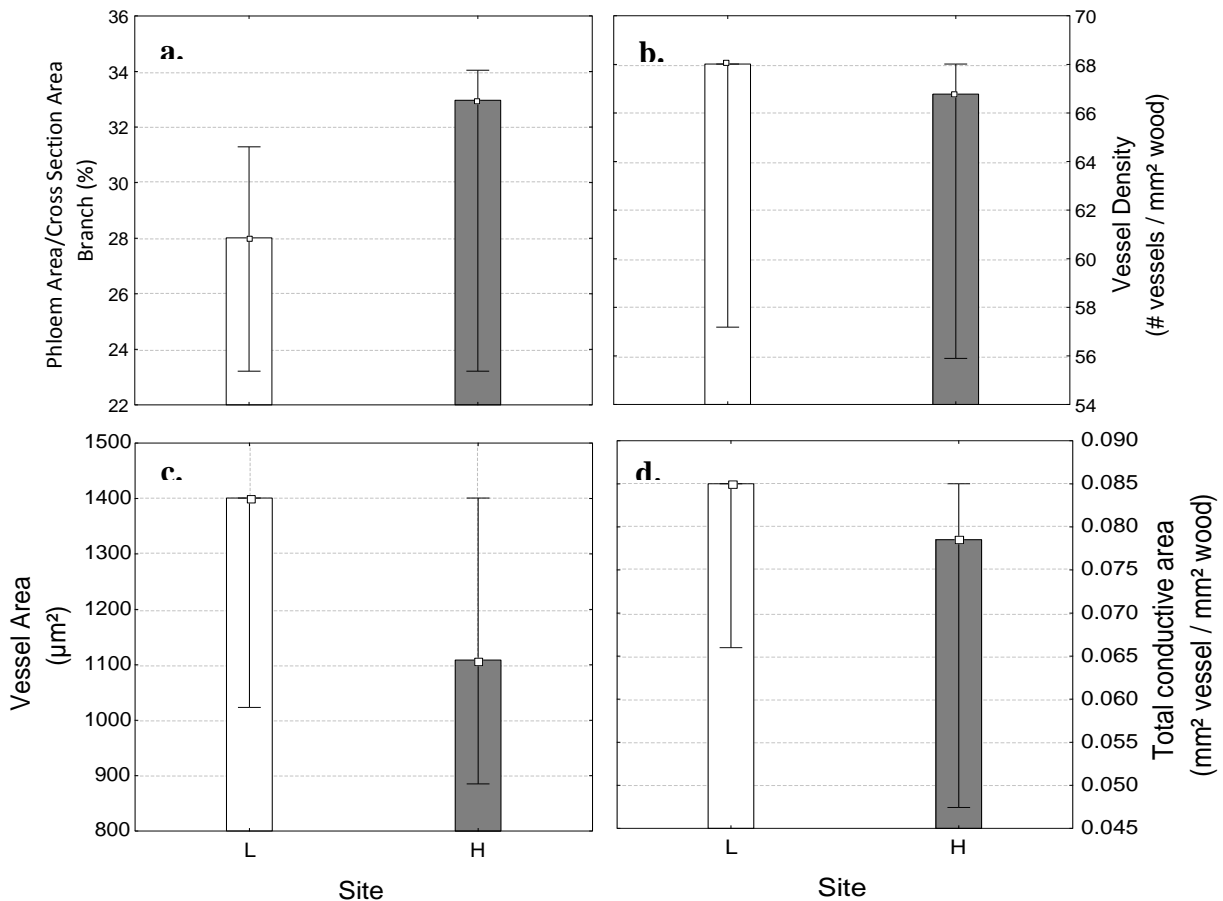 a.
Phloem Area/Cross Section Area
Branch (%)
36
34
32
30
28
26
24
22
b.
70
68
66
64
62
60
58
56
54
Vessel Density
(# vessels / mm² wood)
c.
Vessel Area
(µm²)
1500
1400
1300
1200
1100
1000
900
800
L
H
Site
d.
0.090
0.085
0.080
0.075
0.070
0.065
0.060
0.055
0.050
0.045
Total conductive area
(mm² vessel / mm² wood)
L
H
Site